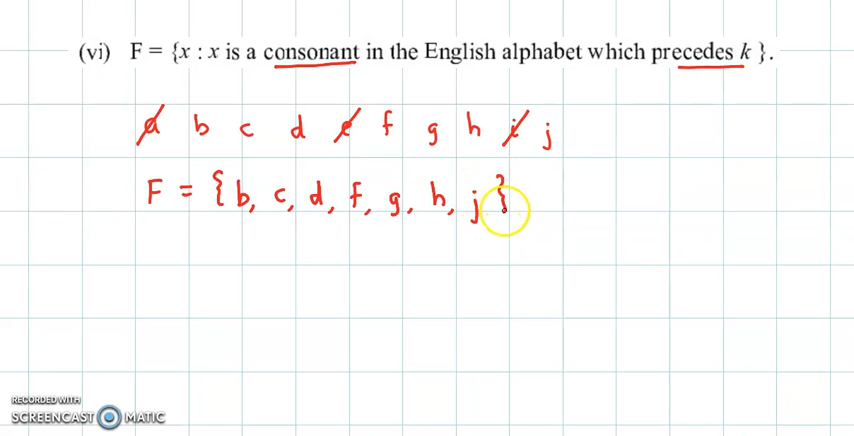 (vi) F = {x : x is a consonant in the English alphabet which precedes k }.
a b c d e f g h i j
F = { b, c, d, f, g, h, j }
RECORDED WITH
SCREENCAST MATIC